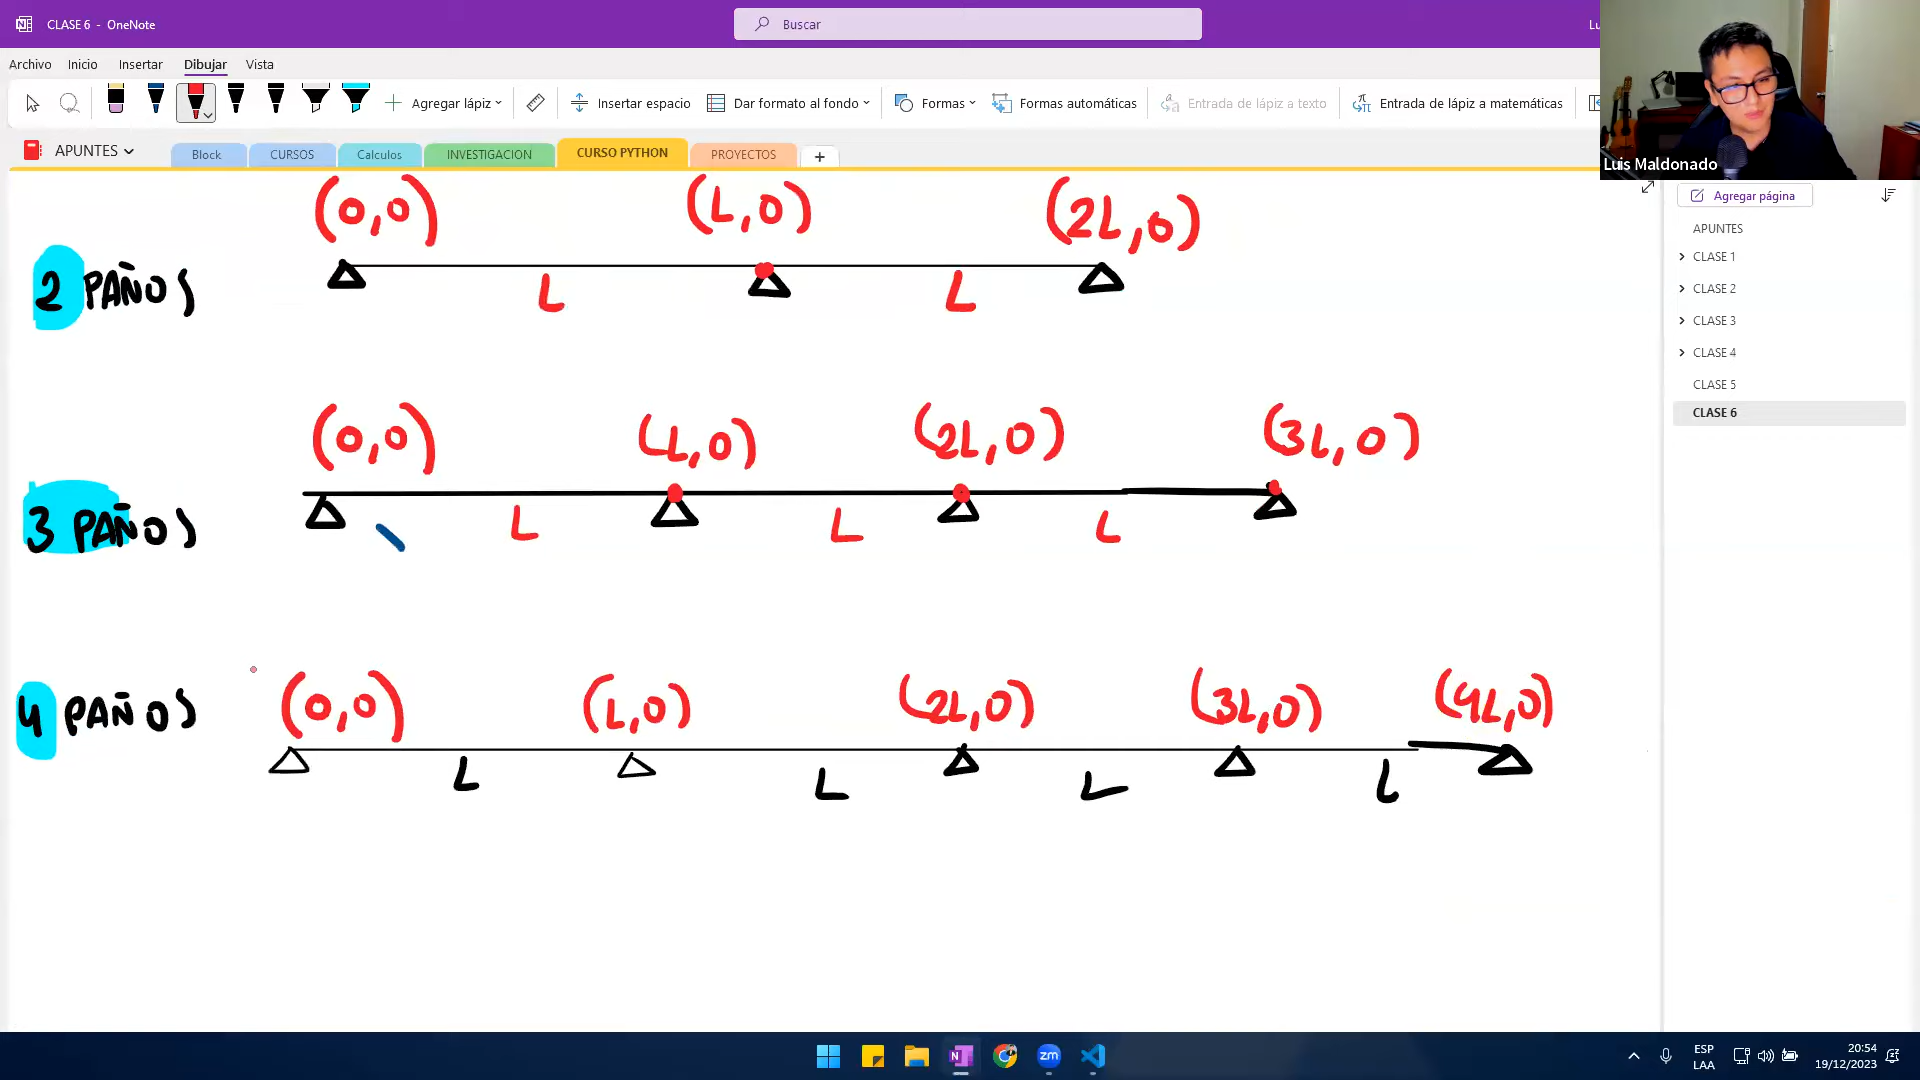 CLASE 6 - OneNote
Buscar
Lu
Luis Maldonado
Archivo Inicio Insertar Dibujar Vista
Agregar lápiz Insertar espacio Dar formato al fondo Formas Formas automáticas Entrada de lápiz a texto Entrada de lápiz a matemáticas
APUNTES Block CURSOS Calculos INVESTIGACION CURSO PYTHON PROYECTOS +
Agregar página
APUNTES
CLASE 1
CLASE 2
CLASE 3
CLASE 4
CLASE 5
CLASE 6
(0,0) (L,0) (2L,0)
2 PAÑOS
L L
(0,0) (L,0) (2L,0) (3L,0)
3 PAÑOS
L L L
(0,0) (L,0) (2L,0) (3L,0) (4L,0)
4 PAÑOS
L L L L
zm
ESP
LAA
20:54
19/12/2023